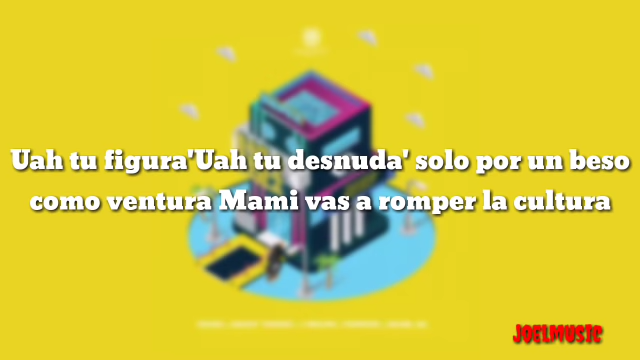 Uah tu figura'Uah tu desnuda' solo por un beso
como ventura Mami vas a romper la cultura
JOELMUSIC